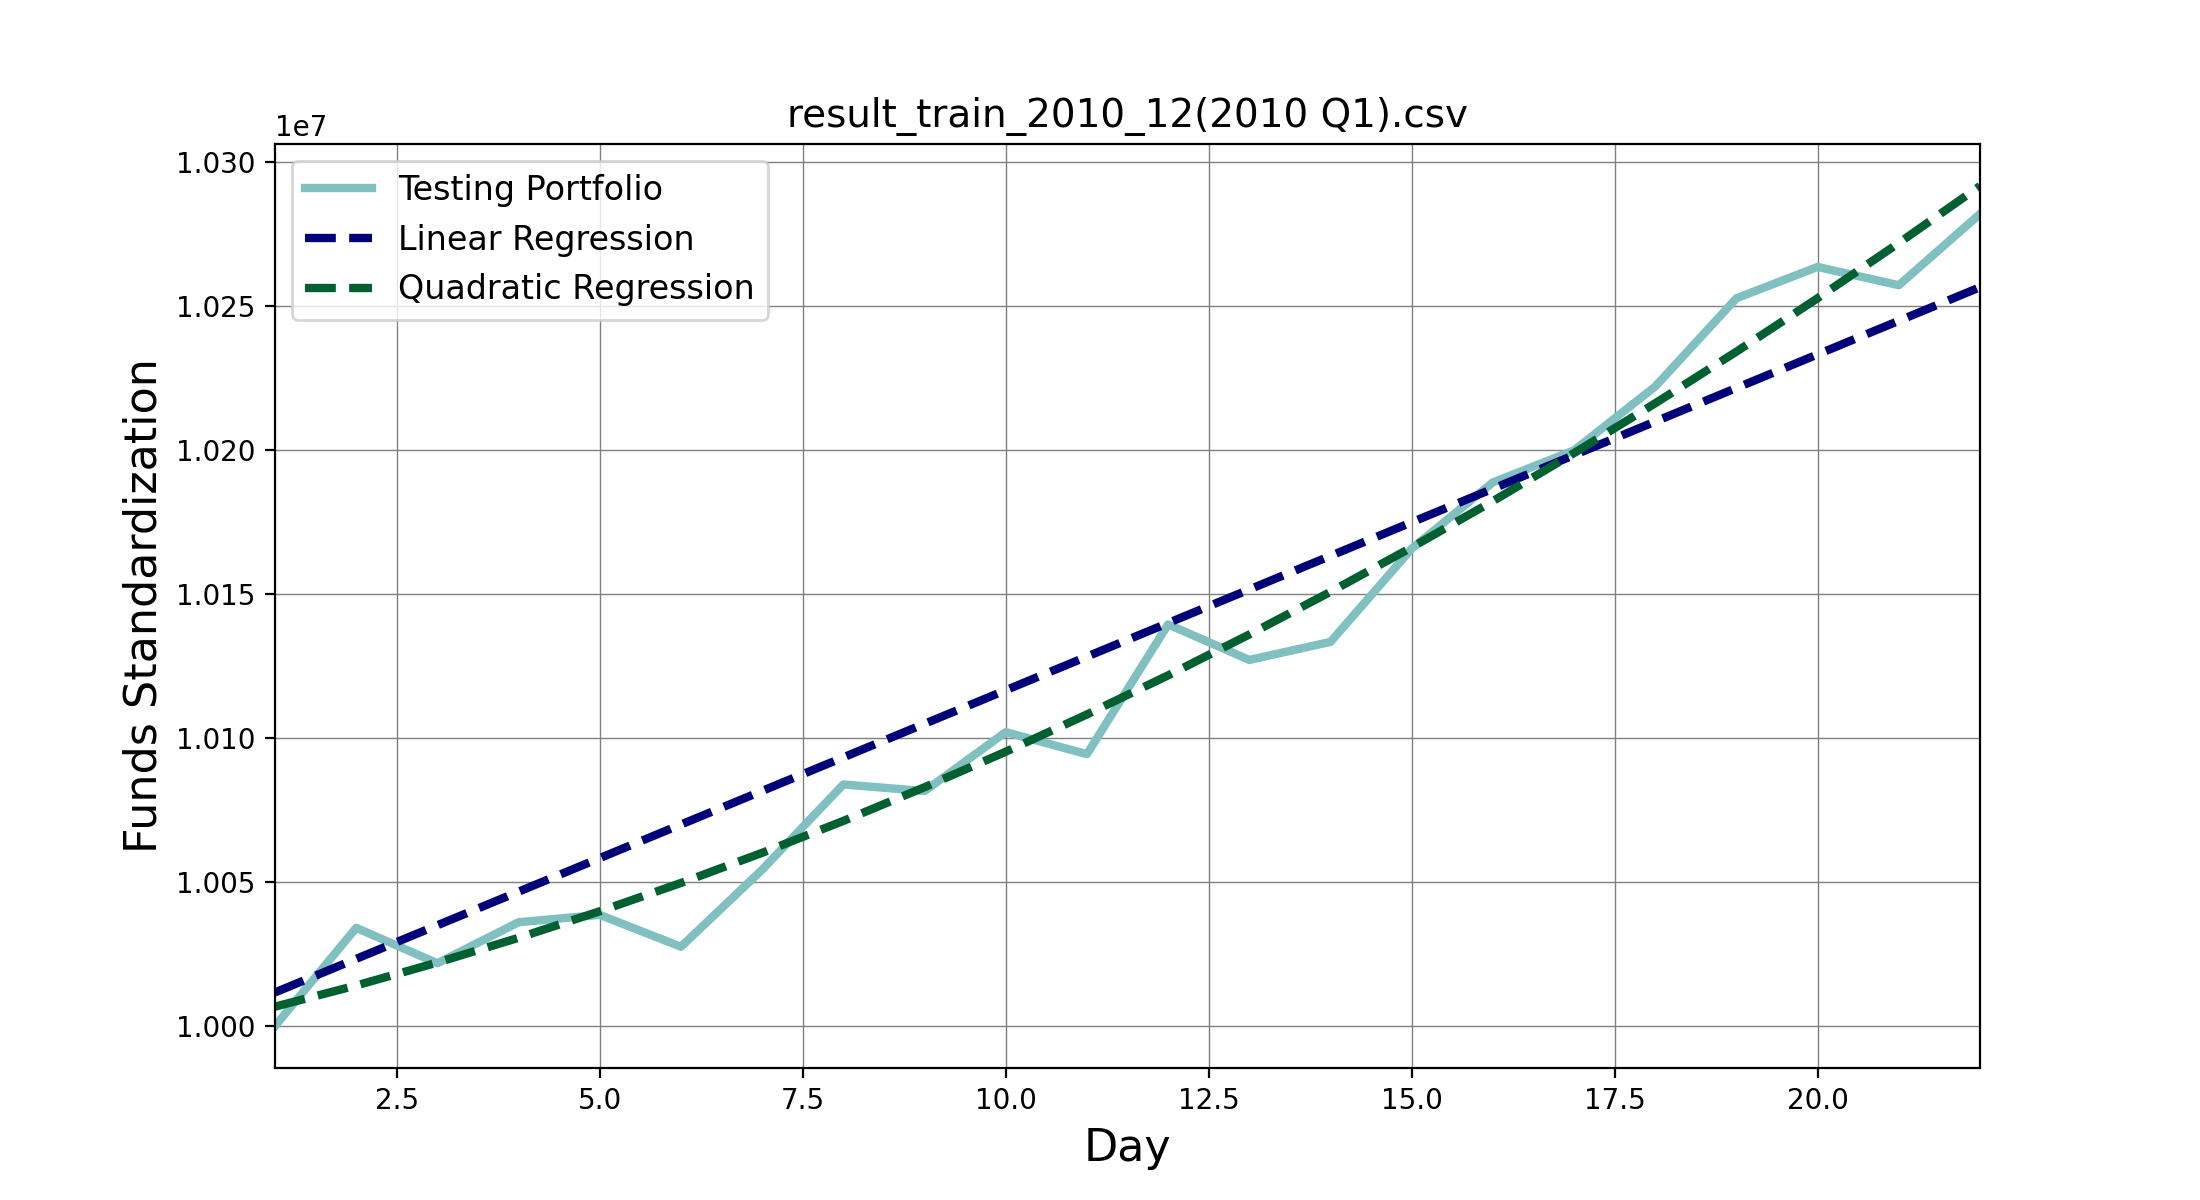 result_train_2010_12(2010 Q1).csv
1e7
1.030
1.025
1.020
1.015
1.010
1.005
1.000
Funds Standardization
Testing Portfolio
Linear Regression
Quadratic Regression
2.5 5.0 7.5 10.0 12.5 15.0 17.5 20.0
Day